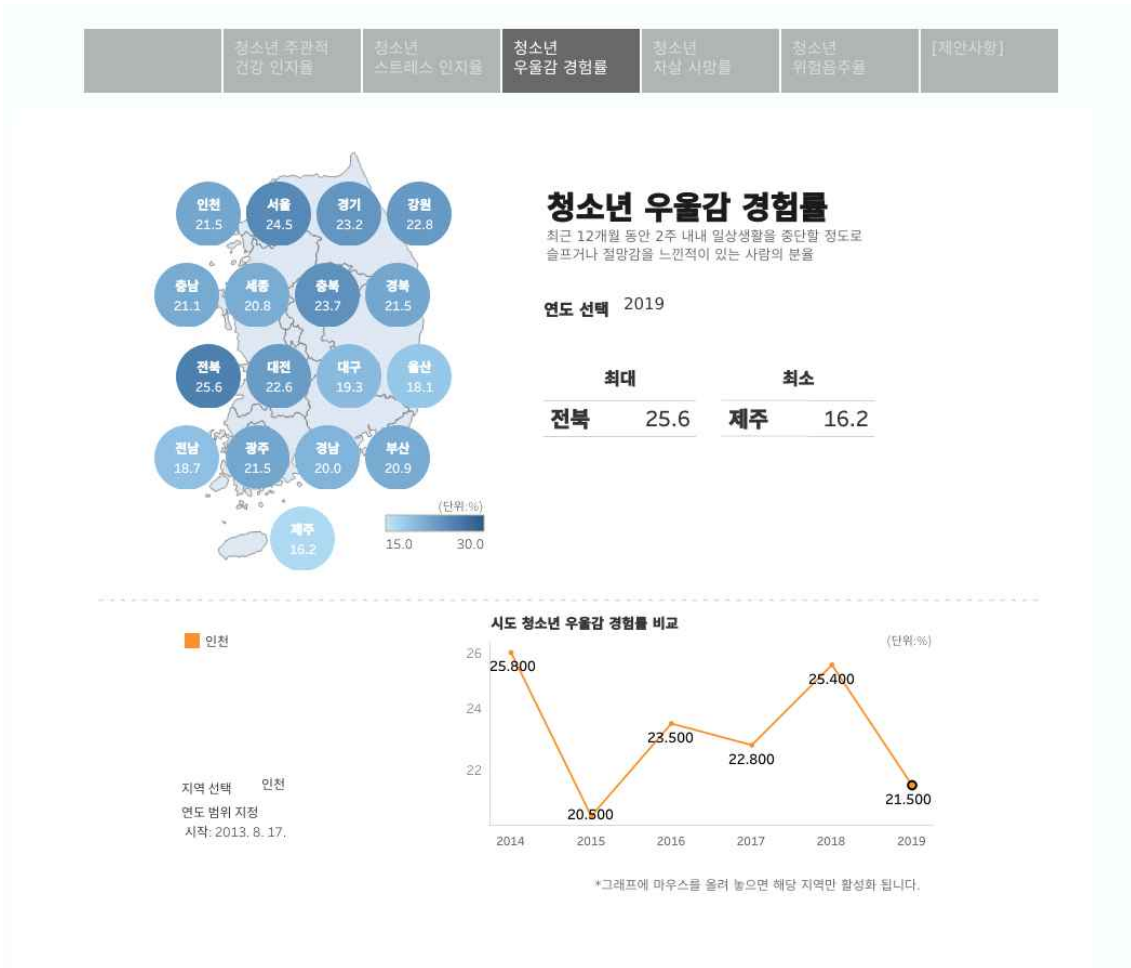 청소년 주관적
건강 인지율
청소년
스트레스 인지율
청소년
우울감 경험률
청소년
자살 사망률
청소년
위험음주율
[제안사항]
인천
21.5
서울
24.5
경기
23.2
강원
22.8
충남
21.1
세종
20.8
충북
23.7
경북
21.5
전북
25.6
대전
22.6
대구
19.3
울산
18.1
전남
18.7
광주
21.5
경남
20.0
부산
20.9
제주
16.2
(단위:%)
15.0 30.0
청소년 우울감 경험률
최근 12개월 동안 2주 내내 일상생활을 중단할 정도로
슬프거나 절망감을 느낀적이 있는 사람의 분율
연도 선택 2019
최대 최소
전북 25.6 제주 16.2
인천
지역 선택 인천
연도 범위 지정
시작: 2013. 8. 17.
시도 청소년 우울감 경험률 비교
(단위:%)
26
24
22
25.800
20.500
23.500
22.800
25.400
21.500
2014 2015 2016 2017 2018 2019
*그래프에 마우스를 올려 놓으면 해당 지역만 활성화 됩니다.